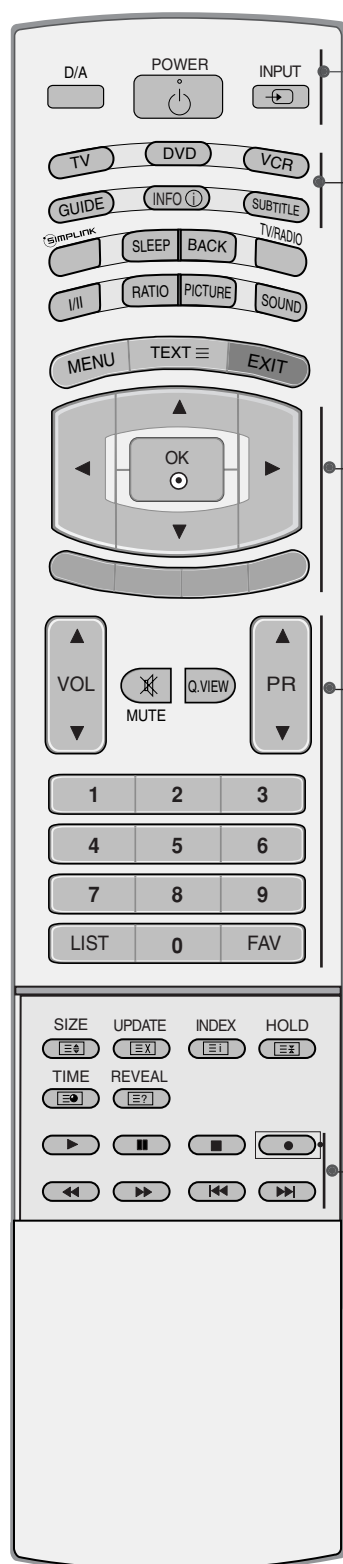 D/A POWER INPUT
TV DVD VCR
GUIDE INFO i SUBTITLE
SIMPLINK SLEEP BACK TV/RADIO
I/II RATIO PICTURE SOUND
MENU TEXT EXIT
OK
VOL MUTE Q.VIEW PR
1 2 3
4 5 6
7 8 9
LIST 0 FAV
SIZE UPDATE INDEX HOLD
X i
TIME REVEAL
?